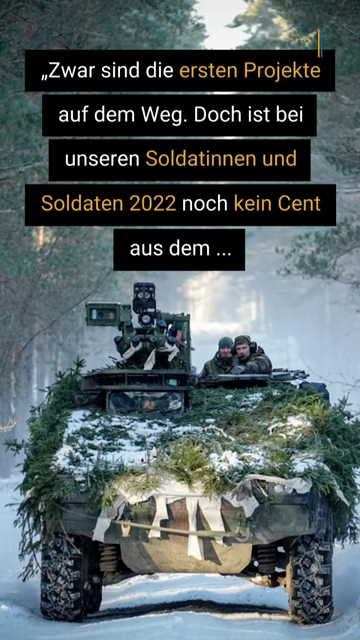 „Zwar sind die ersten Projekte
auf dem Weg. Doch ist bei
unseren Soldatinnen und
Soldaten 2022 noch kein Cent
aus dem ...